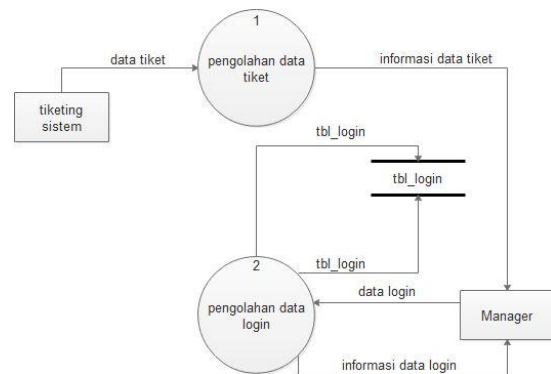 1
data tiket
pengolahan data
tiket
informasi data tiket
tiketing
sistem
tbl_login
tbl_login
2
tbl_login
pengolahan data
login
data login
Manager
informasi data login